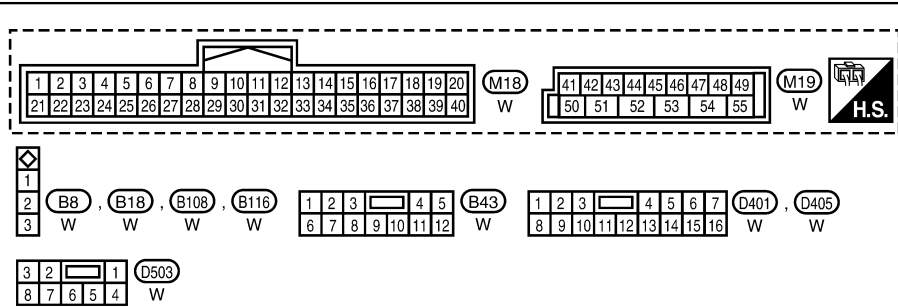 1 2 3 4 5 6 7 8 9 10 11 12 13 14 15 16 17 18 19 20
21 22 23 24 25 26 27 28 29 30 31 32 33 34 35 36 37 38 39 40
M18
W
41 42 43 44 45 46 47 48 49
50 51 52 53 54 55
M19
W
H.S.
1
2
3
B8 , B18 , B108 , B116
W W W W
1 2 3 4 5
6 7 8 9 10 11 12
B43
W
1 2 3 4 5 6 7
8 9 10 11 12 13 14 15 16
D401 , D405
W W
3 2 1
8 7 6 5 4
D503
W